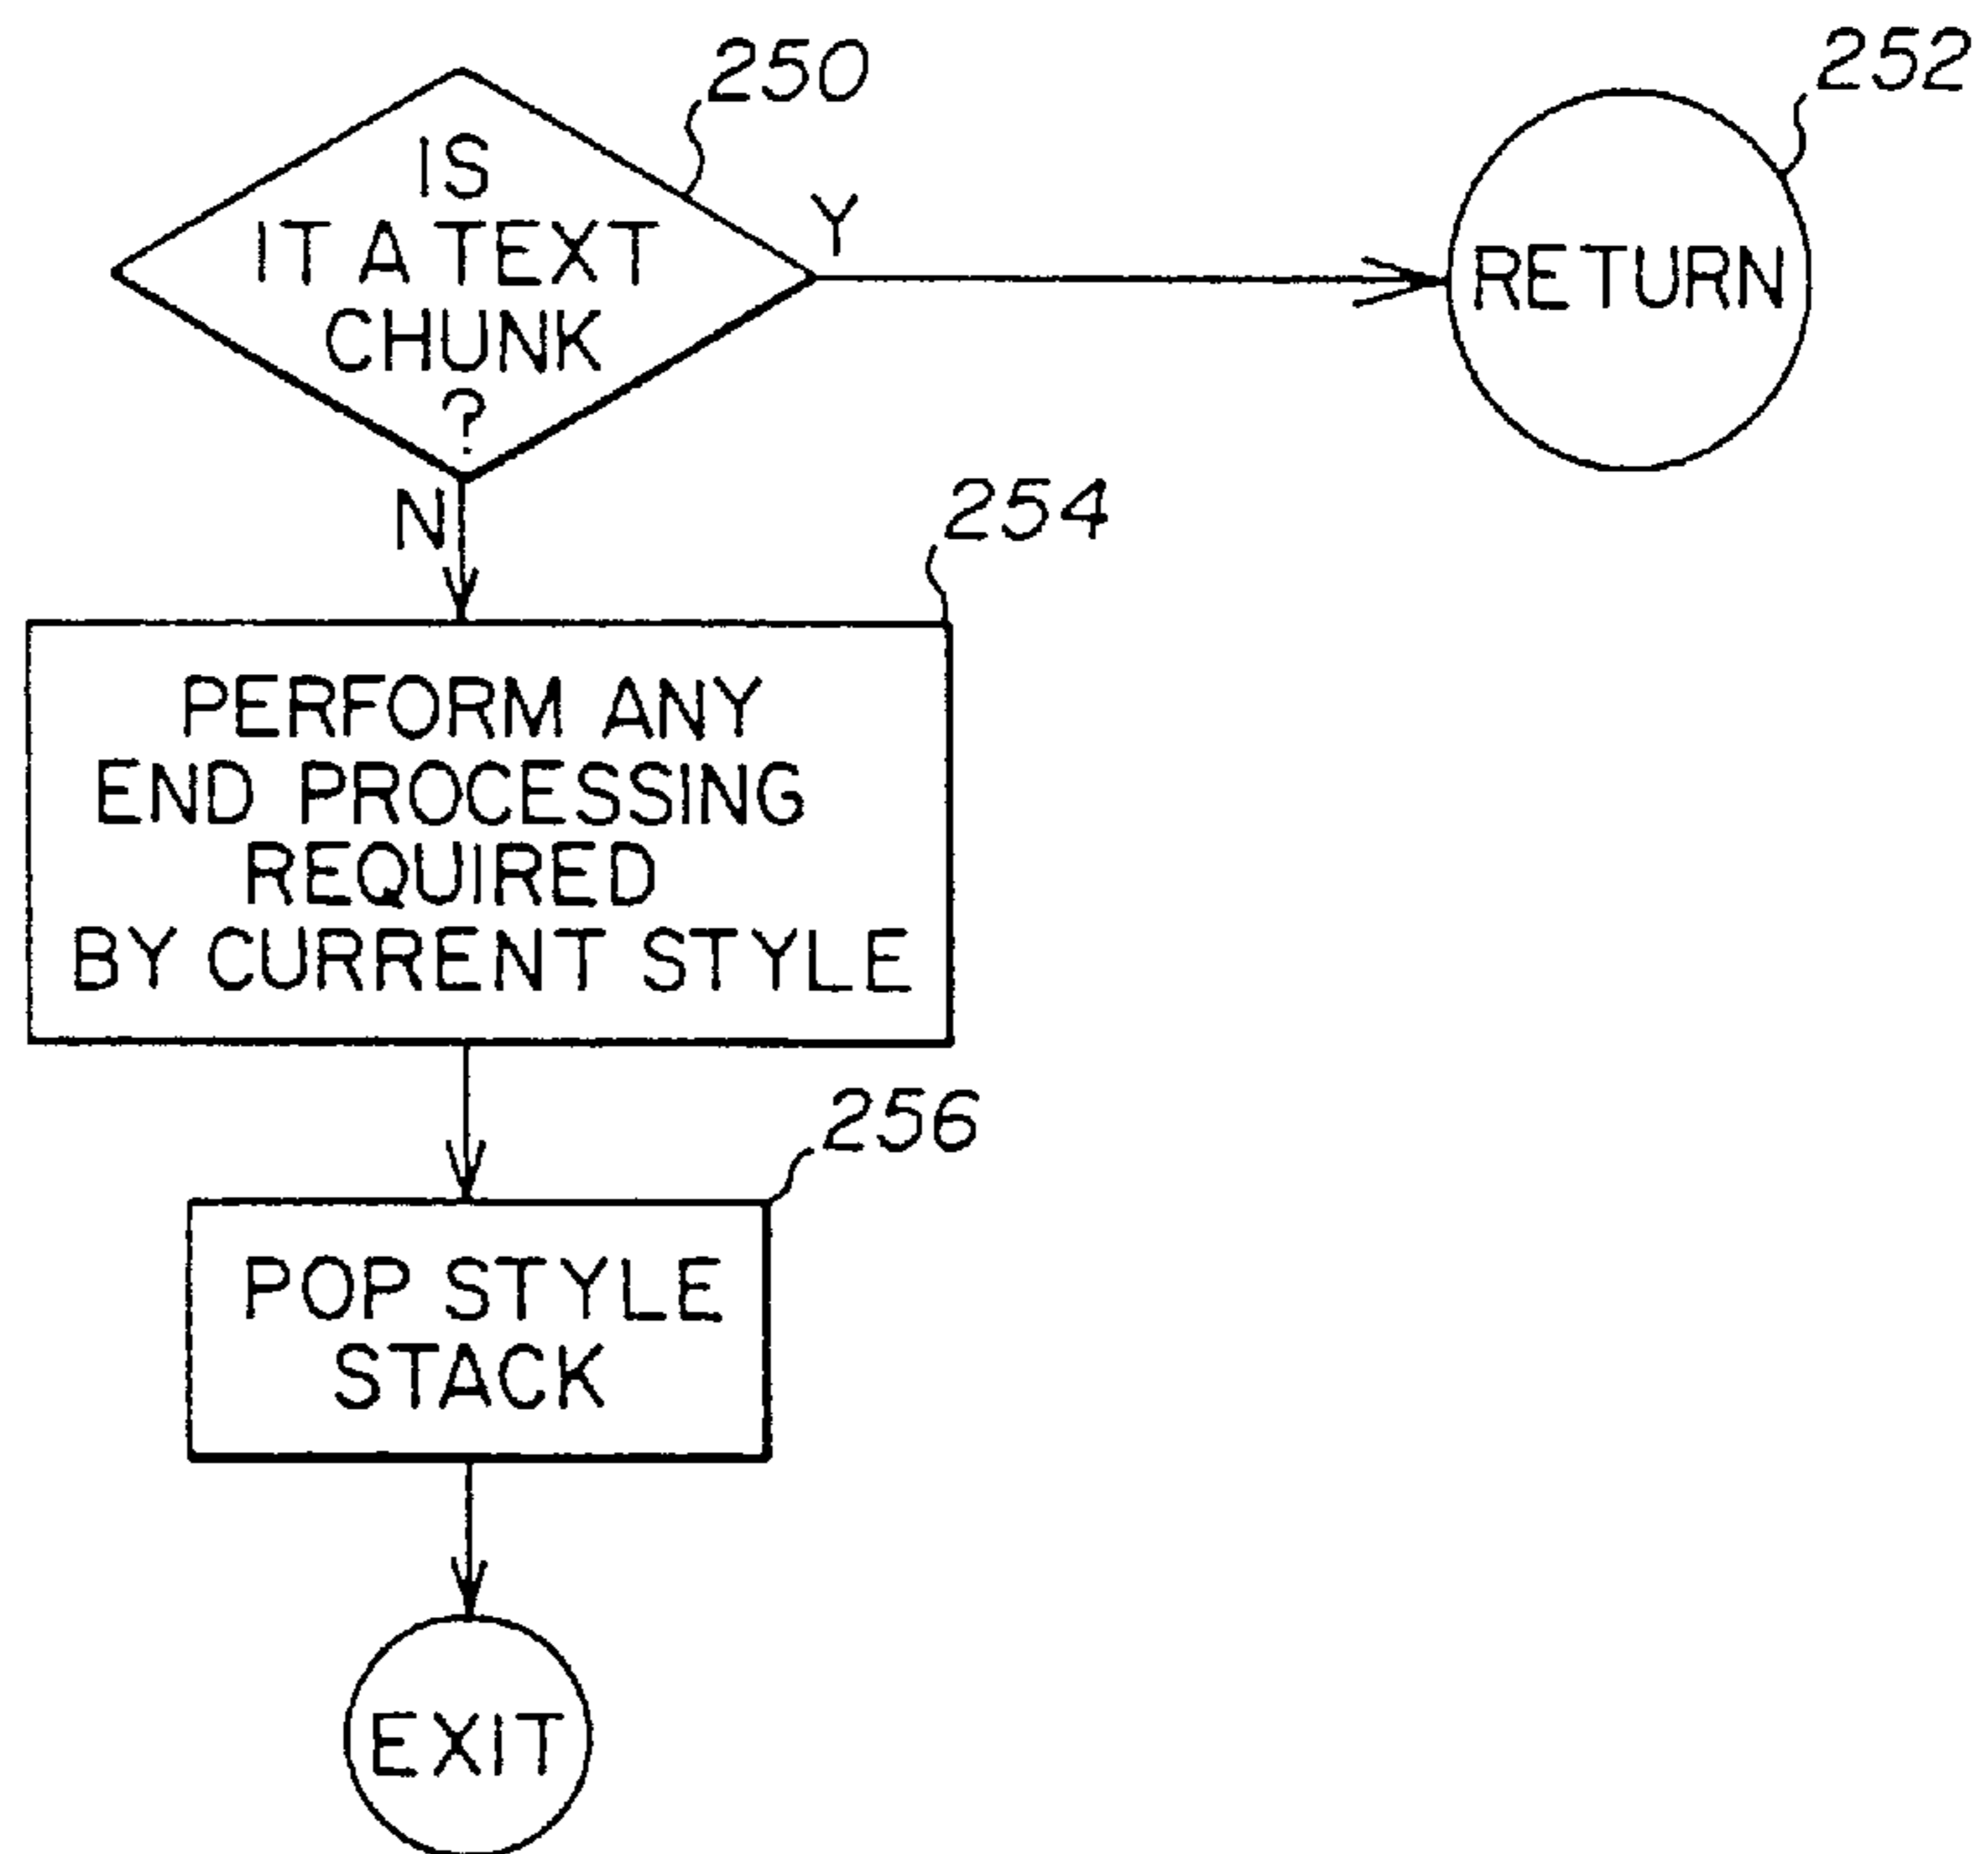 250
IS
IT A TEXT
CHUNK
?
Y
252
RETURN
N
254
PERFORM ANY
END PROCESSING
REQUIRED
BY CURRENT STYLE
256
POP STYLE
STACK
EXIT